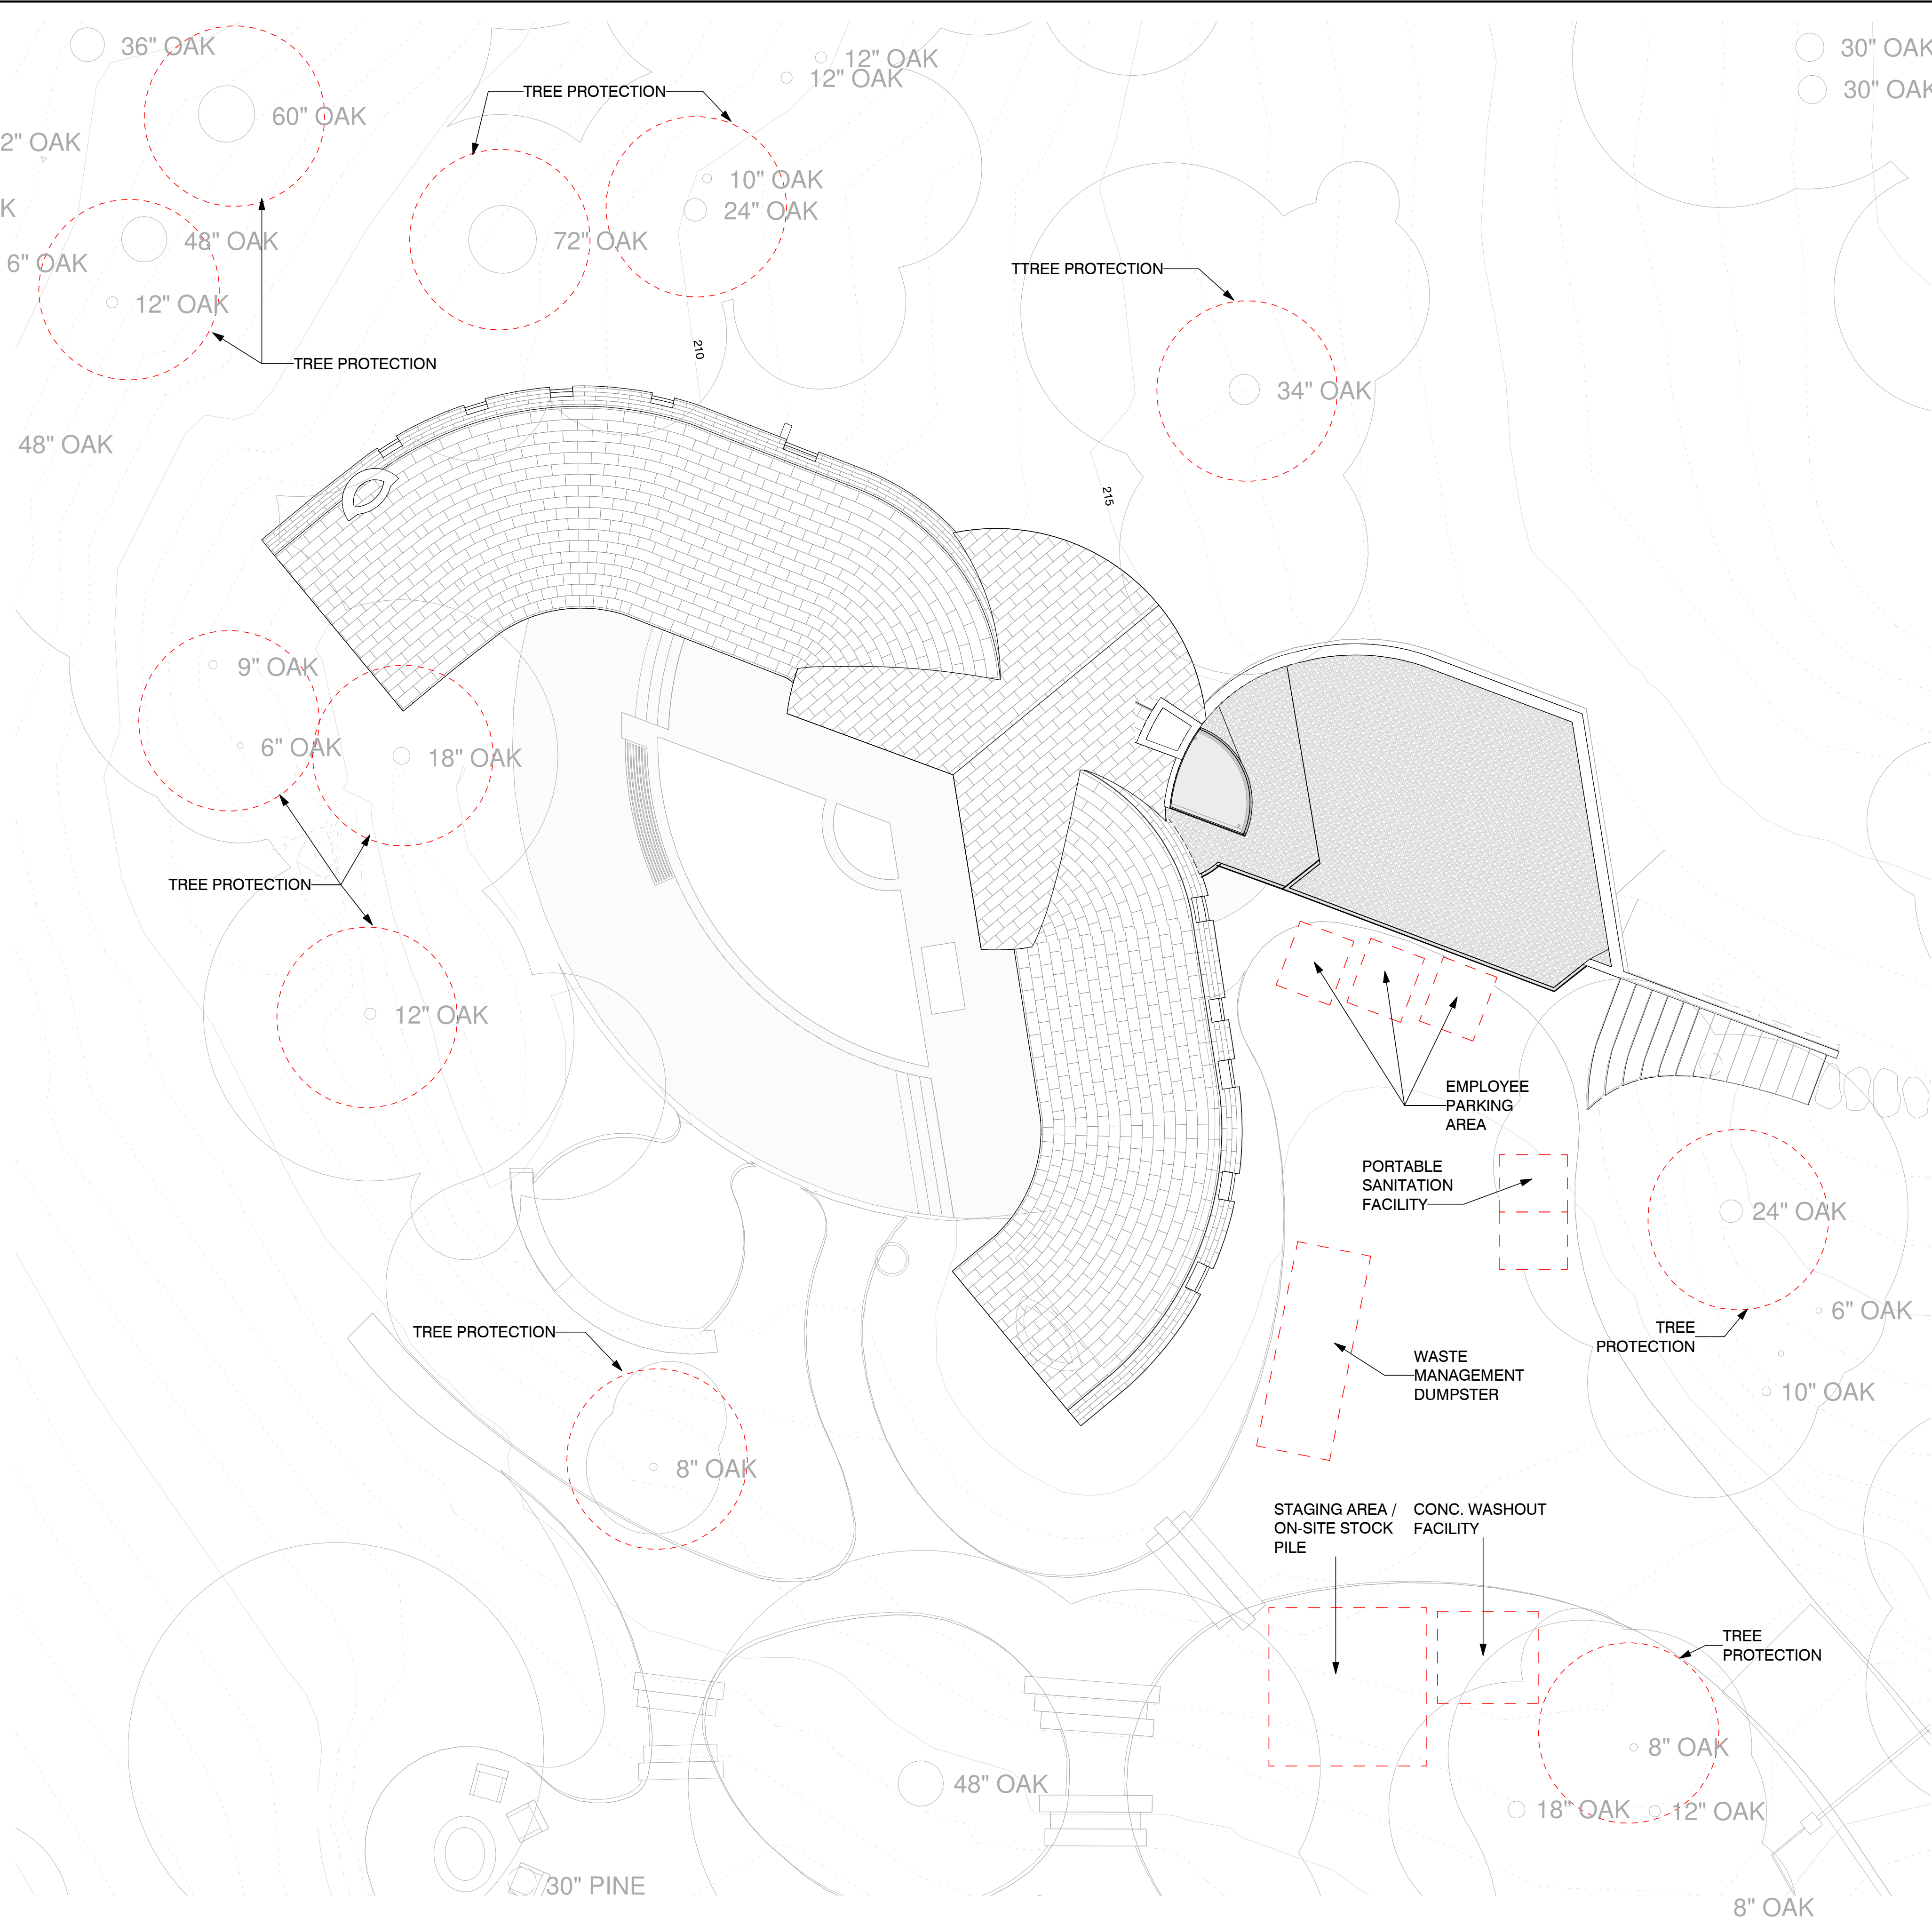 36" OAK
60" OAK
12" OAK
12" OAK
30" OAK
30" OAK
TREE PROTECTION
2" OAK
10" OAK
24" OAK
K
48" OAK
72" OAK
6" OAK
12" OAK
TTREE PROTECTION
210
TREE PROTECTION
34" OAK
48" OAK
215
9" OAK
6" OAK
18" OAK
TREE PROTECTION
12" OAK
EMPLOYEE
PARKING
AREA
PORTABLE
SANITATION
FACILITY
24" OAK
6" OAK
TREE PROTECTION
TREE
PROTECTION
WASTE
MANAGEMENT
DUMPSTER
10" OAK
8" OAK
STAGING AREA /
ON-SITE STOCK
PILE
CONC. WASHOUT
FACILITY
TREE
PROTECTION
8" OAK
48" OAK
18" OAK
12" OAK
30" PINE
8" OAK